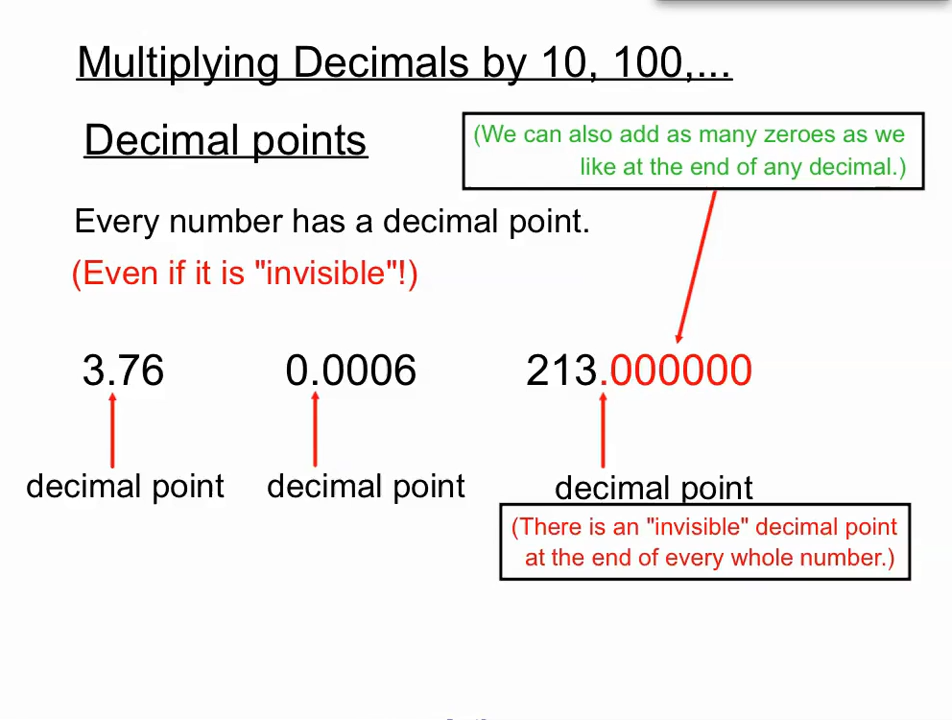 Multiplying Decimals by 10, 100,...
Decimal points
(We can also add as many zeroes as we
like at the end of any decimal.)
Every number has a decimal point.
(Even if it is "invisible"!)
3.76 0.0006 213.000000
decimal point decimal point decimal point
(There is an "invisible" decimal point
at the end of every whole number.)